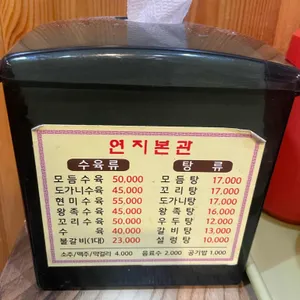 연지본관
수육류 탕류
모듬수육 50,000 모듬탕 17,000
도가니수육 45,000 꼬리탕 17,000
현미수육 55,000 도가니탕 17,000
왕족수육 45,000 왕족탕 16,000
꼬리수육 50,000 우두탕 12,000
수육 40,000 갈비탕 13,000
불갈비(1대) 23,000 설렁탕 10,000
소주/맥주/막걸리 4,000 음료수 2,000 공기밥 1,000